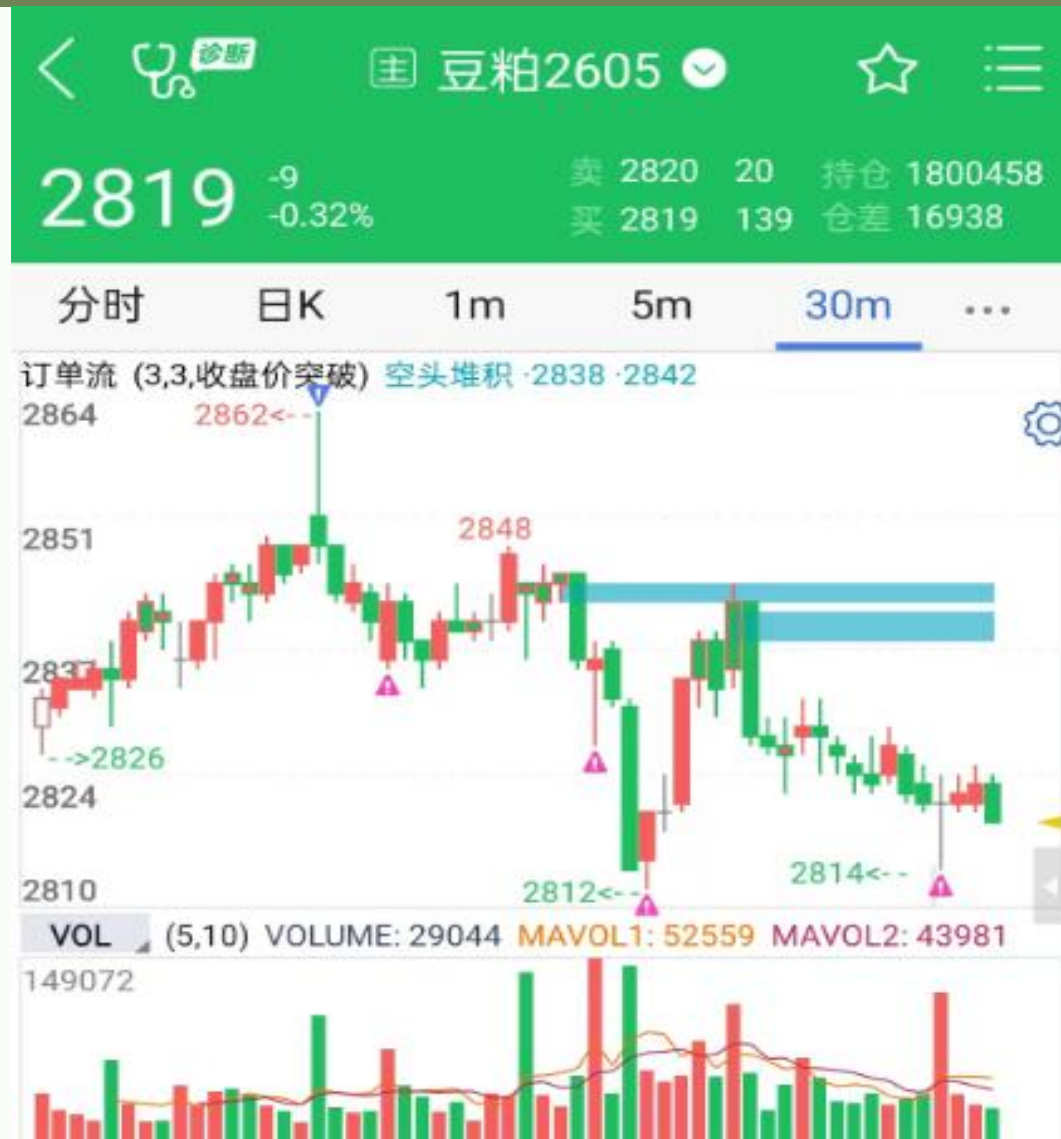 诊断 主 豆粕2605
2819 -9 -0.32%
卖 2820 20 持仓 1800458
买 2819 139 仓差 16938
分时 日K 1m 5m 30m ...
订单流 (3,3,收盘价突破) 空头堆积 ·2838 ·2842
2864 2862<--
2851 2848
2837
-->2826
2824
2814<--
2810 2812<--
VOL (5,10) VOLUME: 29044 MAVOL1: 52559 MAVOL2: 43981
149072